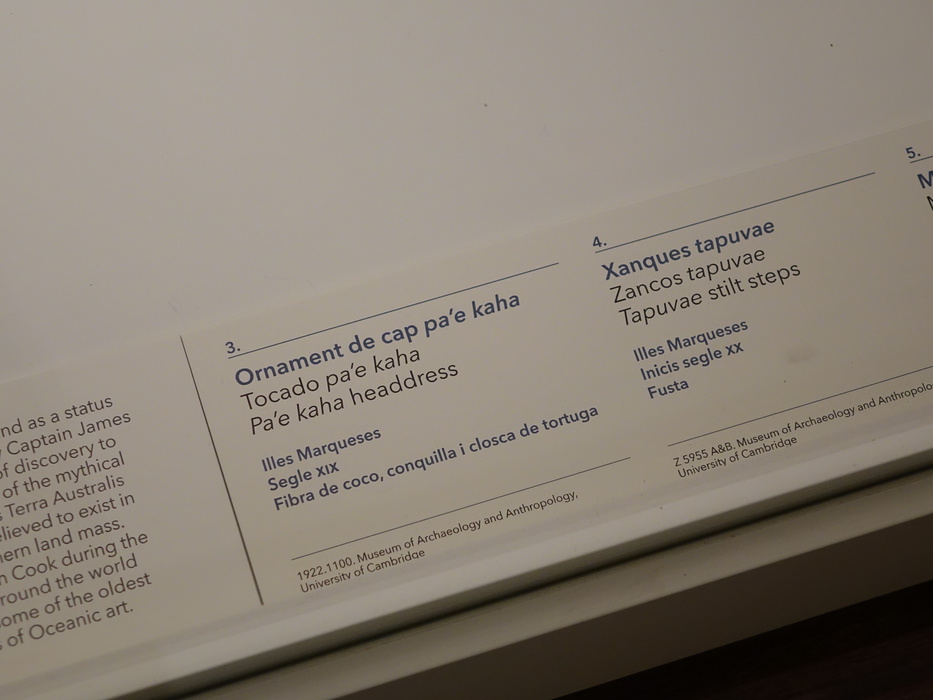 nd as a status
Captain James
f discovery to
of the mythical
Terra Australis
lieved to exist in
ern land mass.
Cook during the
round the world
ome of the oldest
of Oceanic art.
3.
Ornament de cap pa’e kaha
Tocado pa’e kaha
Pa’e kaha headdress
Illes Marqueses
Segle XIX
Fibra de coco, conquilla i closca de tortuga
1922.1100. Museum of Archaeology and Anthropology,
University of Cambridge
4.
Xanques tapuvae
Zancos tapuvae
Tapuvae stilt steps
Illes Marqueses
Inicis segle XX
Fusta
Z 5955 A&B. Museum of Archaeology and Anthropolo
University of Cambridge
5.